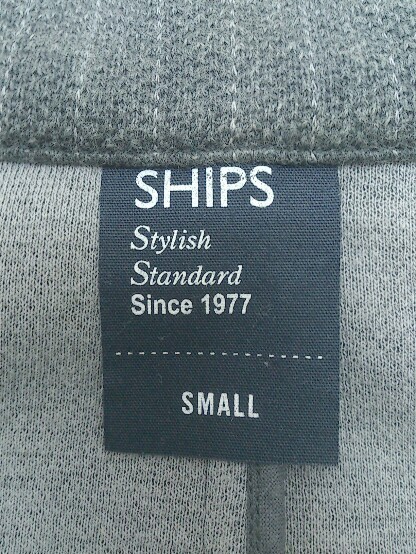 SHIPS
Stylish
Standard
Since 1977
SMALL